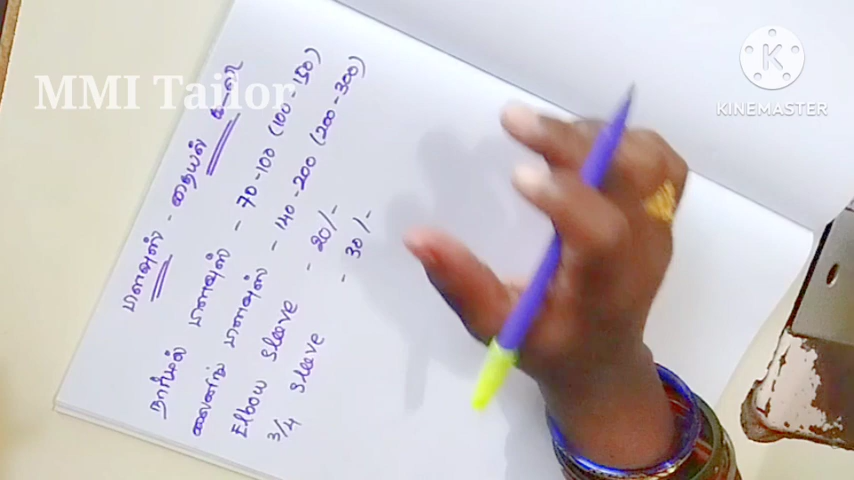 MMI Tailor
KINEMASTER
பிளவுஸ் - தையல் கூலி
நார்மல் பிளவுஸ் - 70 - 100 (100 - 150)
லைனிங் பிளவுஸ் - 140 - 200 (200 - 300)
Elbow Sleeve - 20/-
3/4 Sleeve - 30/-